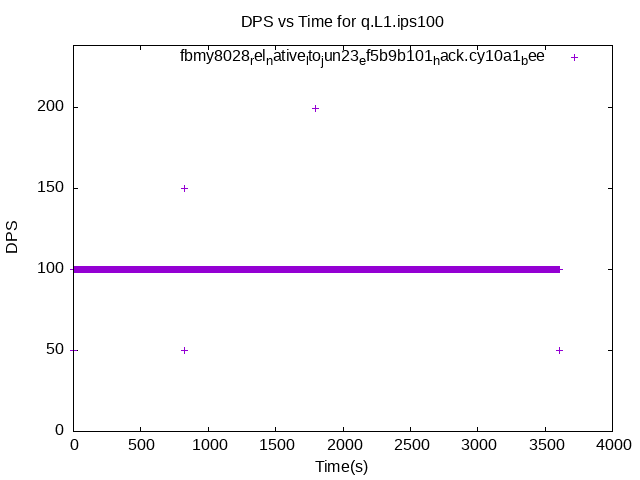 DPS vs Time for q.L1.ips100
fbmy8028relnativeltojun23ef5b9b101hack.cy10a1bee
200
150
100
50
0
DPS
0 500 1000 1500 2000 2500 3000 3500 4000
Time(s)